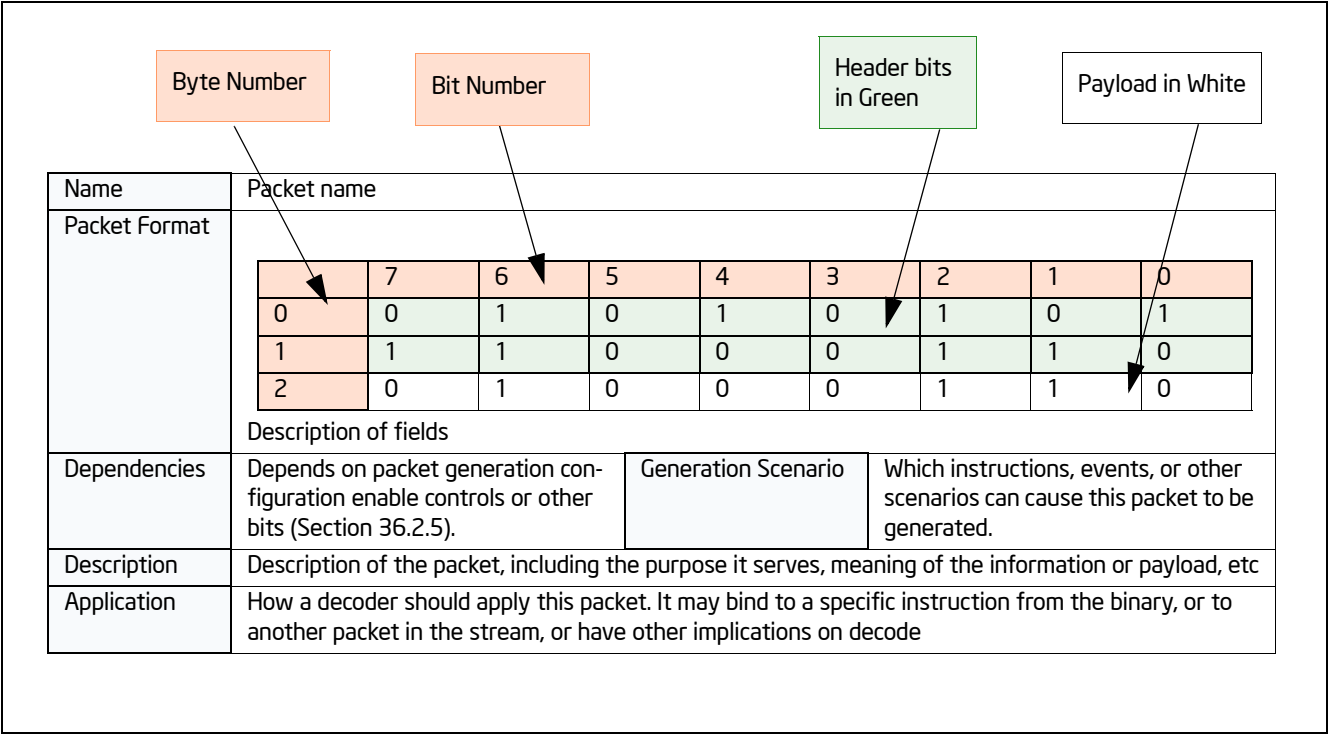 Byte Number
Bit Number
Header bits
in Green
Payload in White
Name
Packet name
Packet Format
7 6 5 4 3 2 1 0
0 0 1 0 1 0 1 0 1
1 1 1 0 0 0 1 1 0
2 0 1 0 0 0 1 1 0
Description of fields
Dependencies
Depends on packet generation con-
figuration enable controls or other
bits (Section 36.2.5).
Generation Scenario
Which instructions, events, or other
scenarios can cause this packet to be
generated.
Description
Description of the packet, including the purpose it serves, meaning of the information or payload, etc
Application
How a decoder should apply this packet. It may bind to a specific instruction from the binary, or to
another packet in the stream, or have other implications on decode